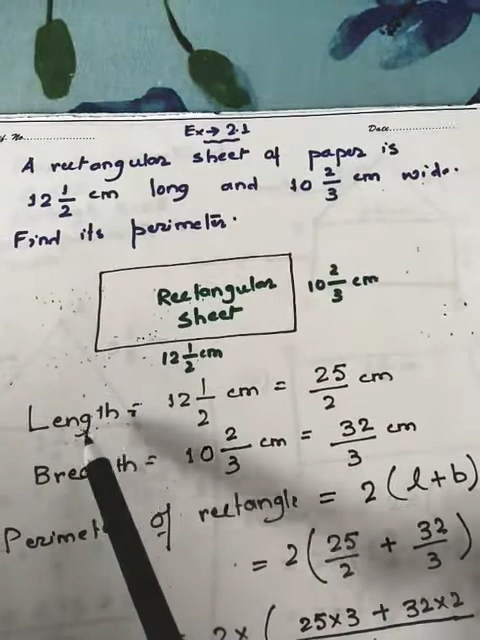 Ex → 2.1
Date
A rectangular sheet of paper is
12 1/2 cm long and 10 2/3 cm wide.
Find its perimeter.
Rectangular
Sheet
10 2/3 cm
12 1/2 cm
Length = 12 1/2 cm = 25/2 cm
= 10 2/3 cm = 32/3 cm
of rectangle = 2 (l+b)
= 2 (25/2 + 32/3)
2× ( 25×3 + 32×2